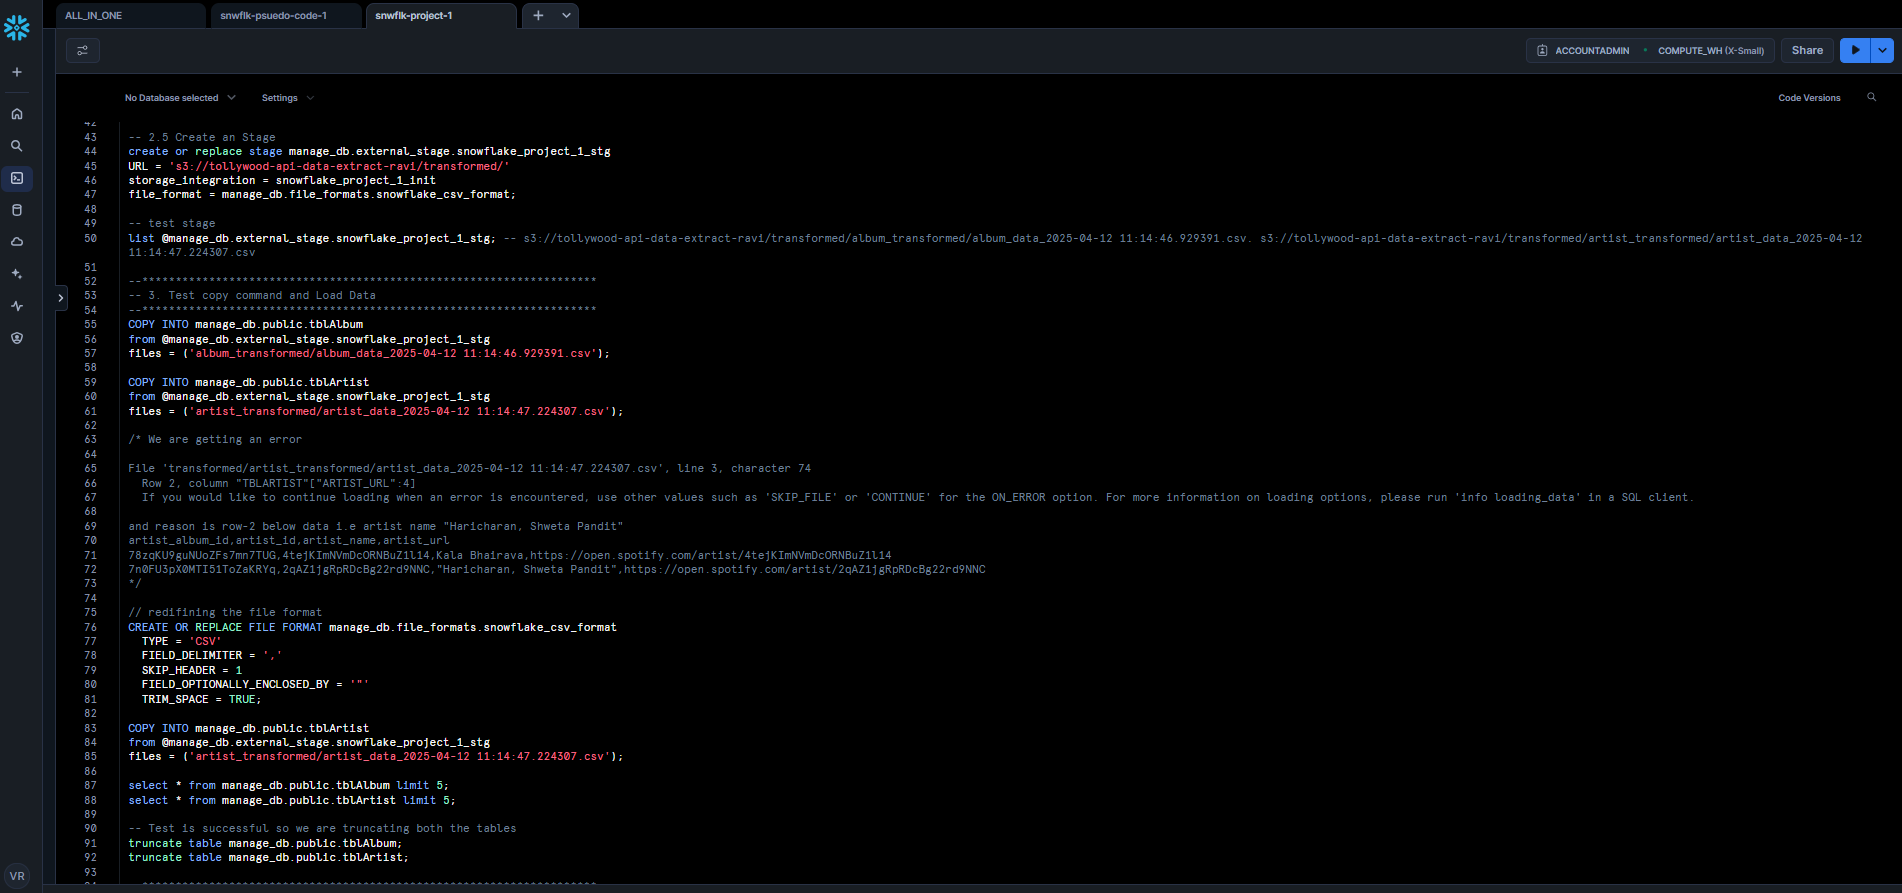 ALL_IN_ONE
snwflk-psuedo-code-1
snwflk-project-1
ACCOUNTADMIN
COMPUTE_WH (X-Small)
Share
No Database selected
Settings
Code Versions
42
43 -- 2.5 Create an Stage
44 create or replace stage manage_db.external_stage.snowflake_project_1_stg
45 URL = 's3://tollywood-api-data-extract-ravi/transformed/'
46 storage_integration = snowflake_project_1_init
47 file_format = manage_db.file_formats.snowflake_csv_format;
48
49 -- test stage
50 list @manage_db.external_stage.snowflake_project_1_stg; -- s3://tollywood-api-data-extract-ravi/transformed/album_transformed/album_data_2025-04-12 11:14:46.929391.csv. s3://tollywood-api-data-extract-ravi/transformed/artist_transformed/artist_data_2025-04-12
11:14:47.224307.csv
51
52 --********************************************************************
53 -- 3. Test copy command and Load Data
54 --********************************************************************
55 COPY INTO manage_db.public.tblAlbum
56 from @manage_db.external_stage.snowflake_project_1_stg
57 files = ('album_transformed/album_data_2025-04-12 11:14:46.929391.csv');
58
59 COPY INTO manage_db.public.tblArtist
60 from @manage_db.external_stage.snowflake_project_1_stg
61 files = ('artist_transformed/artist_data_2025-04-12 11:14:47.224307.csv');
62
63 /* We are getting an error
64
65 File 'transformed/artist_transformed/artist_data_2025-04-12 11:14:47.224307.csv', line 3, character 74
66 Row 2, column "TBLARTIST"["ARTIST_URL":4]
67 If you would like to continue loading when an error is encountered, use other values such as 'SKIP_FILE' or 'CONTINUE' for the ON_ERROR option. For more information on loading options, please run 'info loading_data' in a SQL client.
68
69 and reason is row-2 below data i.e artist name "Haricharan, Shweta Pandit"
70 artist_album_id,artist_id,artist_name,artist_url
71 78zqKU9guNUoZFs7mn7TUG,4tejKImNVmDcORNBuZ1l14,Kala Bhairava,https://open.spotify.com/artist/4tejKImNVmDcORNBuZ1l14
72 7n0FU3pX0MTI51ToZaKRYq,2qAZ1jgRpRDcBg22rd9NNC,"Haricharan, Shweta Pandit",https://open.spotify.com/artist/2qAZ1jgRpRDcBg22rd9NNC
73 */
74
75 // redifining the file format
76 CREATE OR REPLACE FILE FORMAT manage_db.file_formats.snowflake_csv_format
77 TYPE = 'CSV'
78 FIELD_DELIMITER = ','
79 SKIP_HEADER = 1
80 FIELD_OPTIONALLY_ENCLOSED_BY = '"'
81 TRIM_SPACE = TRUE;
82
83 COPY INTO manage_db.public.tblArtist
84 from @manage_db.external_stage.snowflake_project_1_stg
85 files = ('artist_transformed/artist_data_2025-04-12 11:14:47.224307.csv');
86
87 select * from manage_db.public.tblAlbum limit 5;
88 select * from manage_db.public.tblArtist limit 5;
89
90 -- Test is successful so we are truncating both the tables
91 truncate table manage_db.public.tblAlbum;
92 truncate table manage_db.public.tblArtist;
93
VR